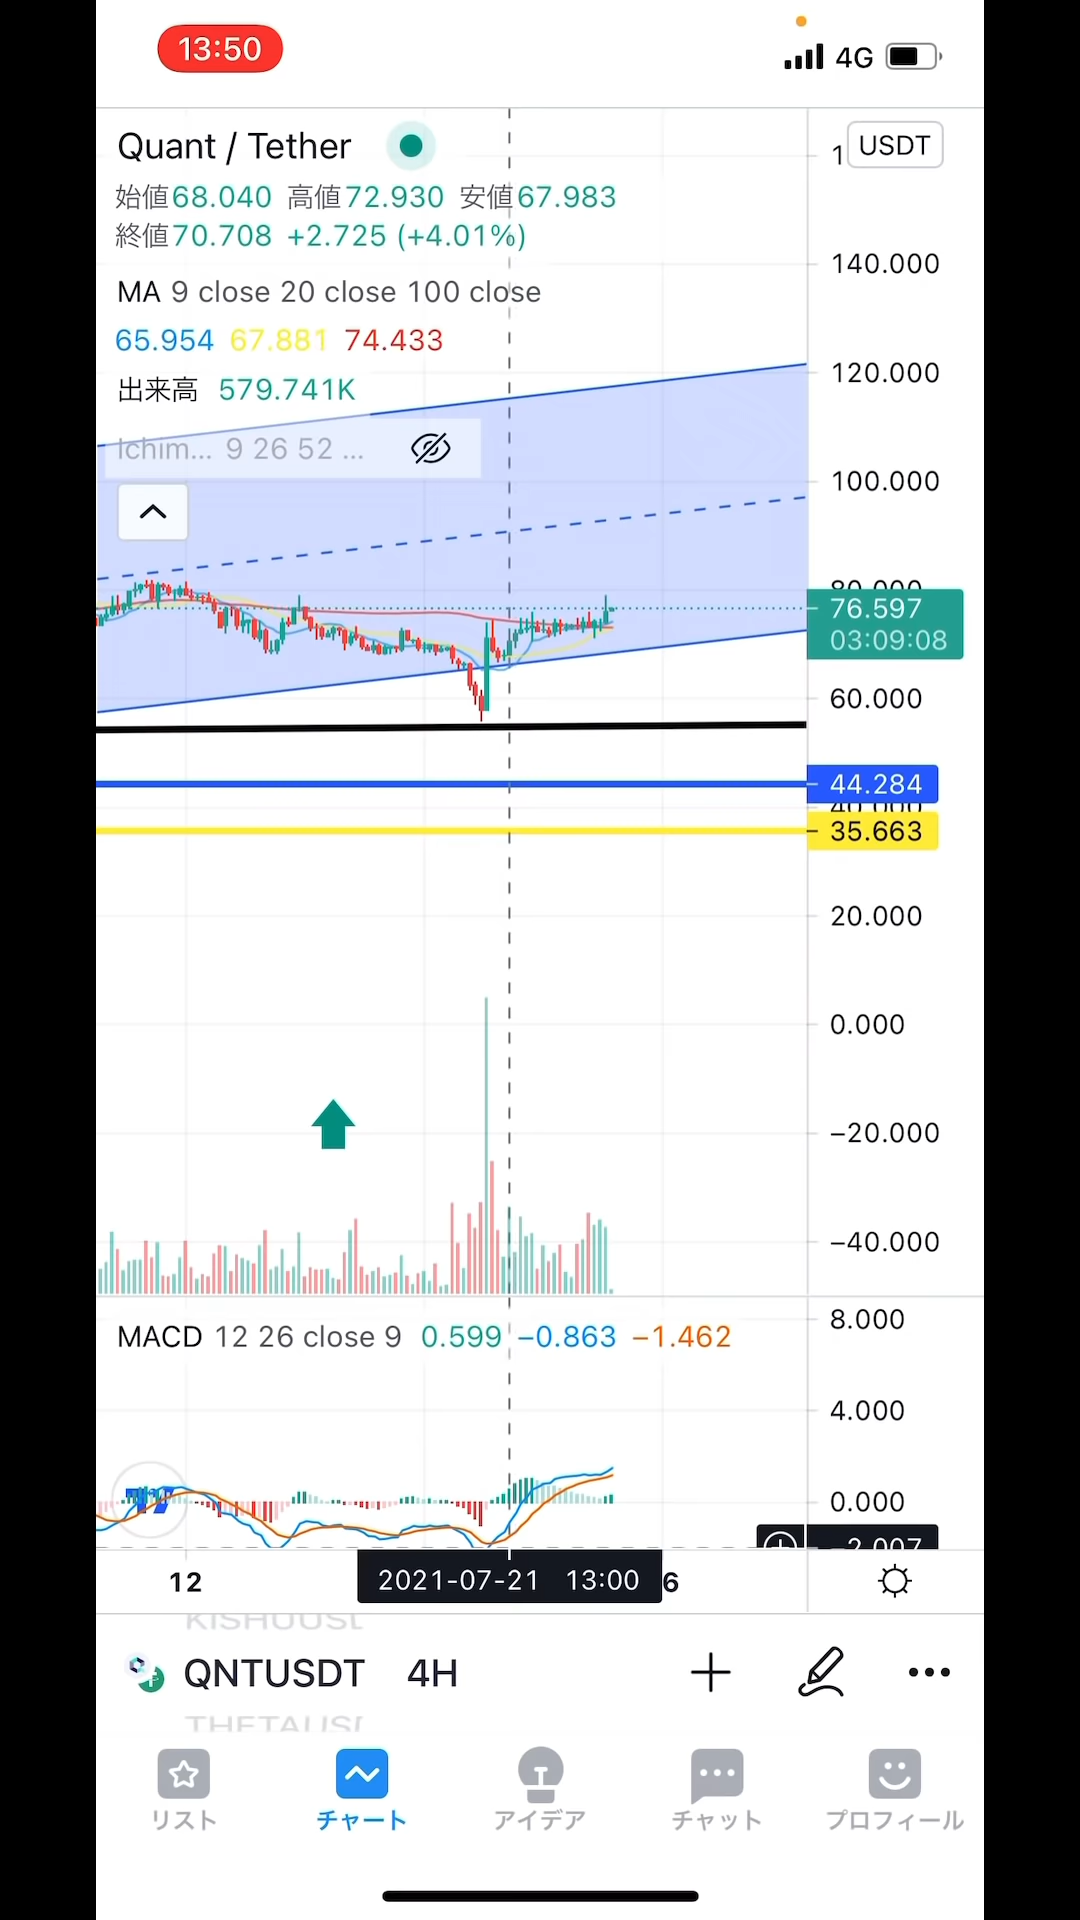 13:50
4G
Quant / Tether
USDT
始値68.040 高値72.930 安値67.983
終値70.708 +2.725 (+4.01%)
MA 9 close 20 close 100 close
65.954 67.881 74.433
出来高 579.741K
Ichim... 9 26 52 ...
140.000
120.000
100.000
80.000
76.597
03:09:08
60.000
44.284
40.000
35.663
20.000
0.000
−20.000
−40.000
MACD 12 26 close 9 0.599 −0.863 −1.462
8.000
4.000
0.000
−2.007
12
2021-07-21 13:00
6
QNTUSDT 4H
リスト
チャート
アイデア
チャット
プロフィール